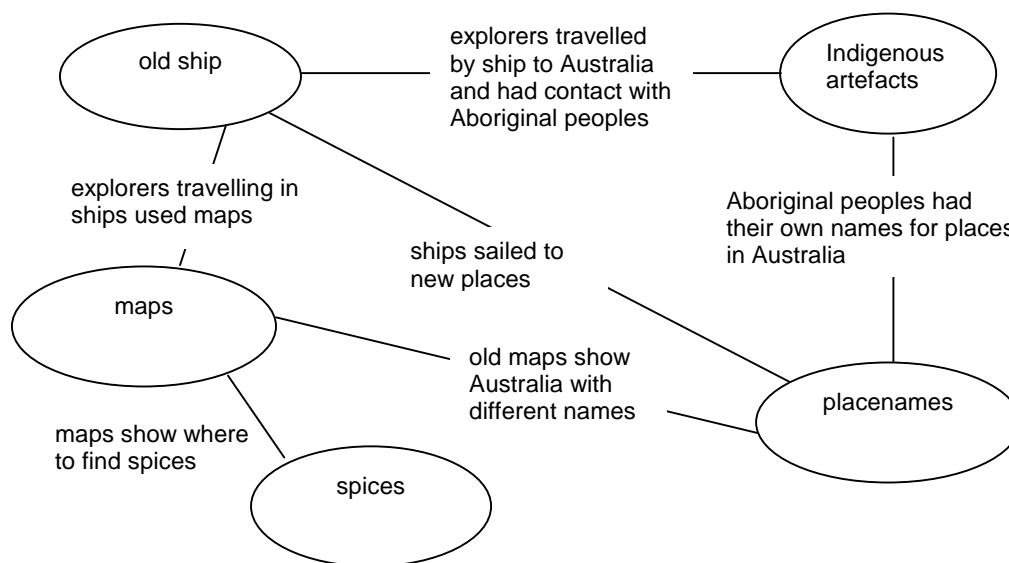 old ship
explorers travelled
by ship to Australia
and had contact with
Aboriginal peoples
Indigenous
artefacts
explorers travelling in
ships used maps
Aboriginal peoples had
their own names for places
in Australia
ships sailed to
new places
maps
old maps show
Australia with
different names
placenames
maps show where
to find spices
spices